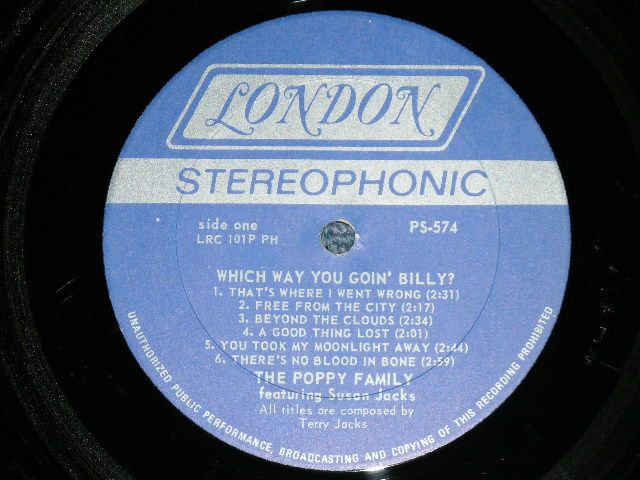 LONDON
STEREOPHONIC
side one
PS-574
LRC 101P PH
WHICH WAY YOU GOIN' BILLY?
1. THAT'S WHERE I WENT WRONG (2:31)
2. FREE FROM THE CITY (2:17)
3. BEYOND THE CLOUDS (2:34)
4. A GOOD THING LOST (2:01)
5. YOU TOOK MY MOONLIGHT AWAY (2:44)
6. THERE'S NO BLOOD IN BONE (2:59)
THE POPPY FAMILY
featuring Susan Jacks
All titles are composed by
Terry Jacks
UNAUTHORIZED PUBLIC PERFORMANCE, BROADCASTING AND COPYING OF THIS RECORDING PROHIBITED